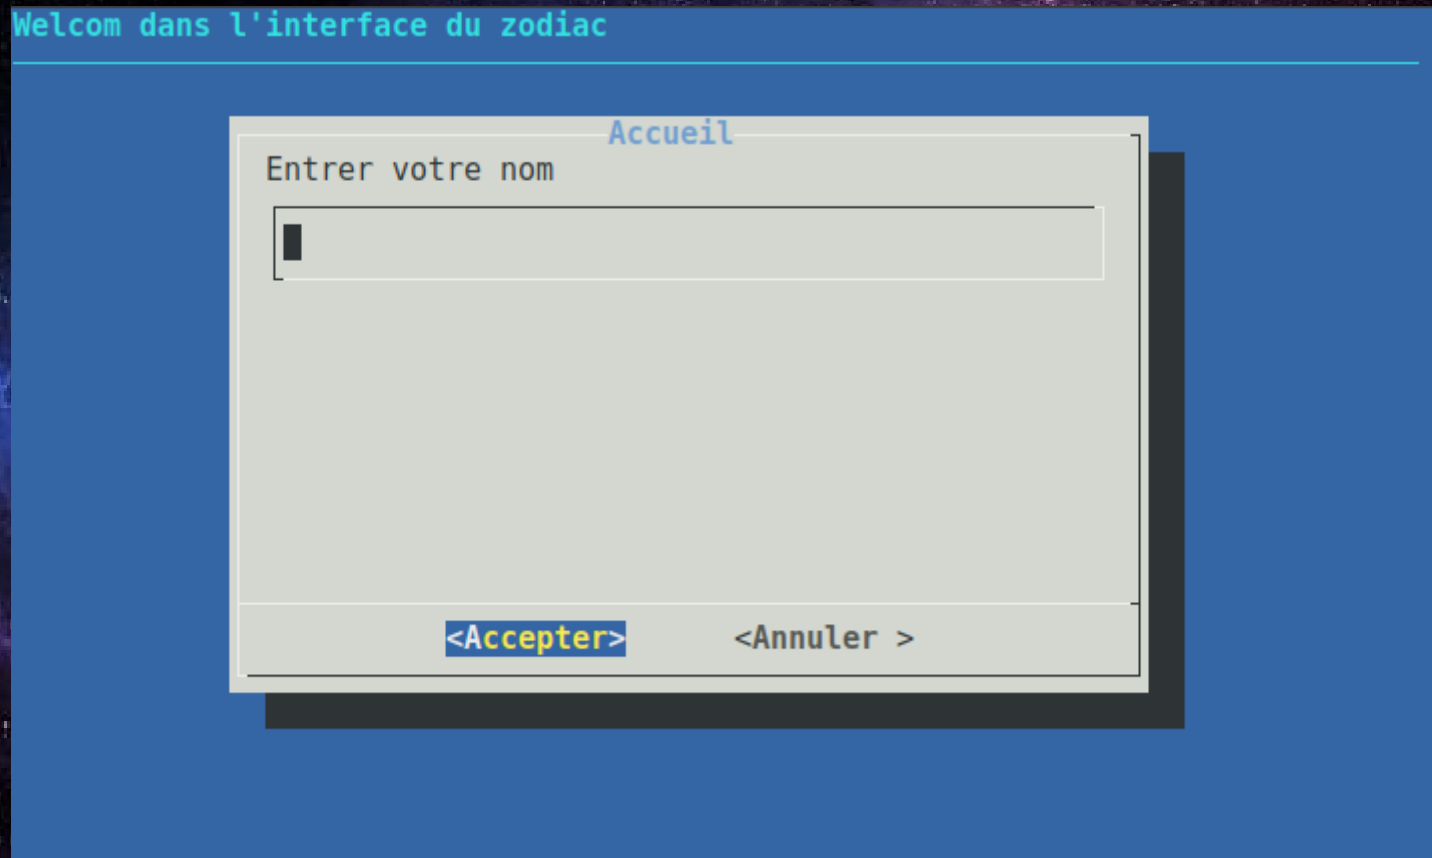 Welcom dans l'interface du zodiac
Accueil
Entrer votre nom
<Accepter> <Annuler >